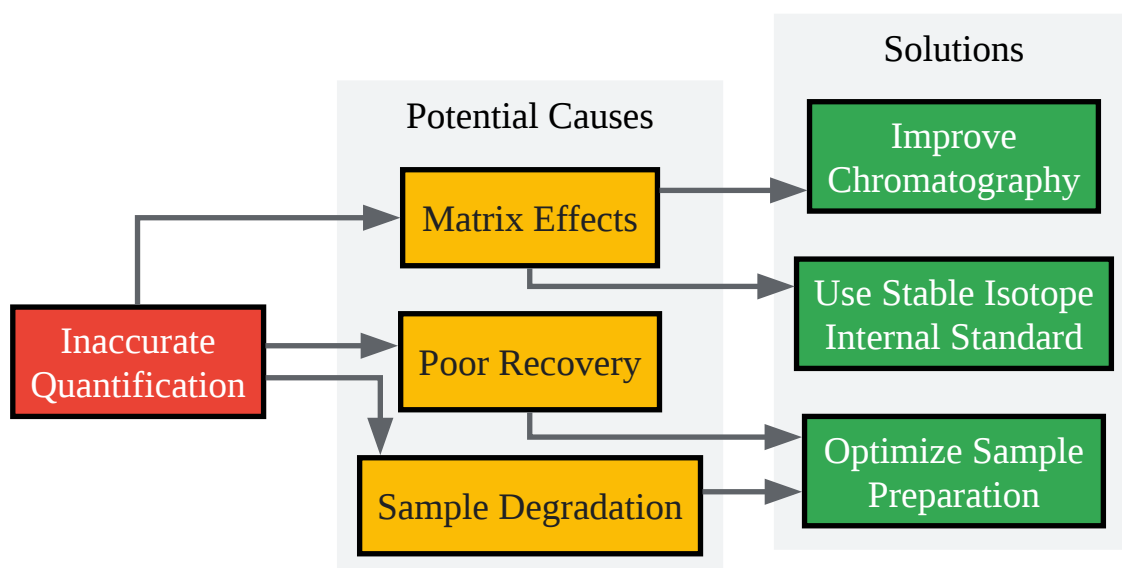 Solutions
Potential Causes
Improve
Chromatography
Matrix Effects
Use Stable Isotope
Internal Standard
Inaccurate
Quantification
Poor Recovery
Optimize Sample
Preparation
Sample Degradation